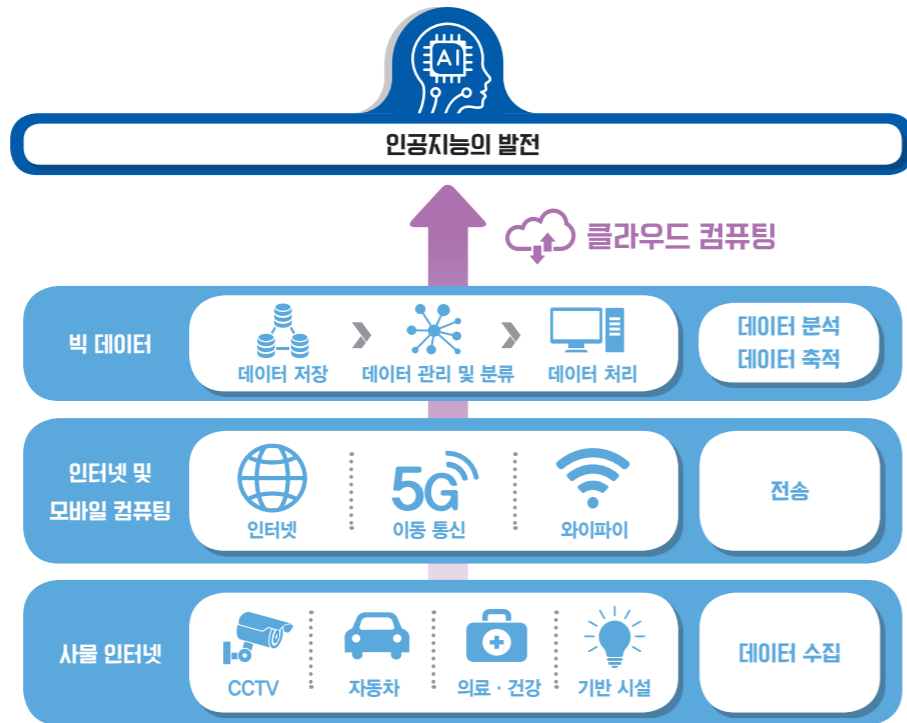 AI
인공지능의 발전
클라우드 컴퓨팅
빅 데이터
데이터 저장
데이터 관리 및 분류
데이터 처리
데이터 분석
데이터 축적
인터넷 및
모바일 컴퓨팅
인터넷
5G
이동 통신
와이파이
전송
사물 인터넷
CCTV
자동차
의료 · 건강
기반 시설
데이터 수집